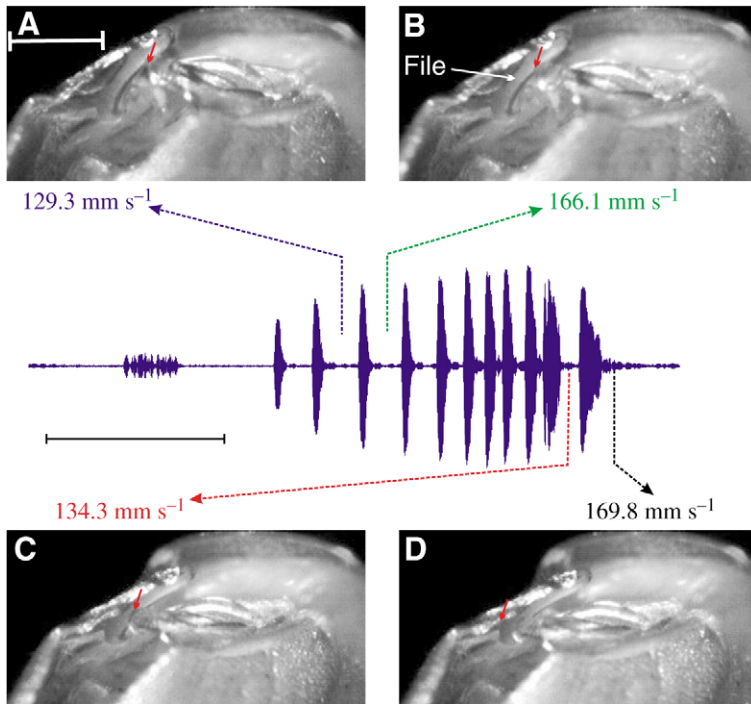 A
B
File
129.3 mm s⁻¹
166.1 mm s⁻¹
134.3 mm s⁻¹
169.8 mm s⁻¹
C
D